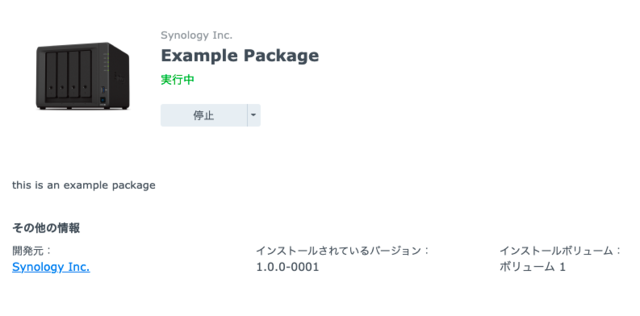 Synology Inc.
Example Package
実行中
停止
this is an example package
その他の情報
開発元：
Synology Inc.
インストールされているバージョン：
1.0.0-0001
インストールボリューム：
ボリューム 1